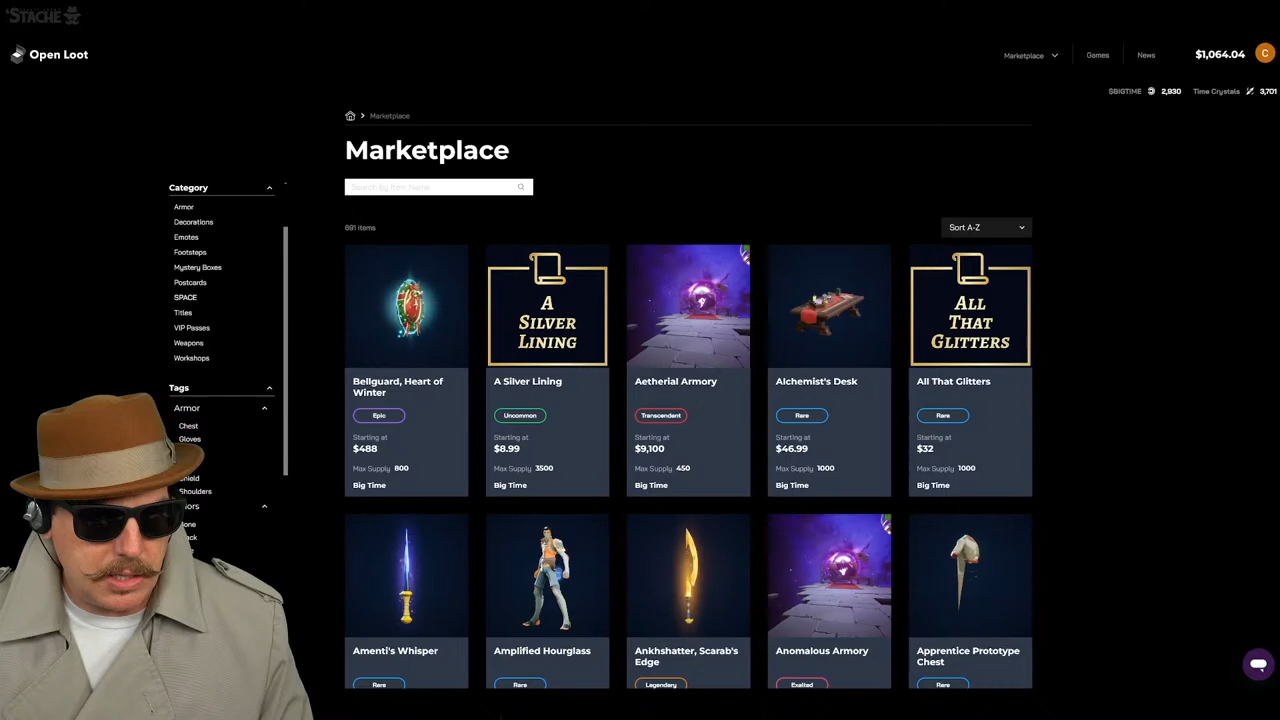 'STACHE
Open Loot
Marketplace
Games
News
$1,064.04
C
$BIGTIME
2,930
Time Crystals
3,701
Marketplace
Marketplace
Search by Item Name
691 items
Sort A-Z
Category
Armor
Decorations
Emotes
Footsteps
Mystery Boxes
Postcards
SPACE
Titles
VIP Passes
Weapons
Workshops
Tags
Armor
Chest
Gloves
Shield
Shoulders
A
SILVER
LINING
ALL
THAT
GLITTERS
Bellguard, Heart of
Winter
Epic
Starting at
$488
Max Supply 800
Big Time
A Silver Lining
Uncommon
Starting at
$8.99
Max Supply 3500
Big Time
Aetherial Armory
Transcendent
Starting at
$9,100
Max Supply 450
Big Time
Alchemist's Desk
Rare
Starting at
$46.99
Max Supply 1000
Big Time
All That Glitters
Rare
Starting at
$32
Max Supply 1000
Big Time
Amenti's Whisper
Rare
Amplified Hourglass
Rare
Ankhshatter, Scarab's
Edge
Legendary
Anomalous Armory
Exalted
Apprentice Prototype
Chest
Rare